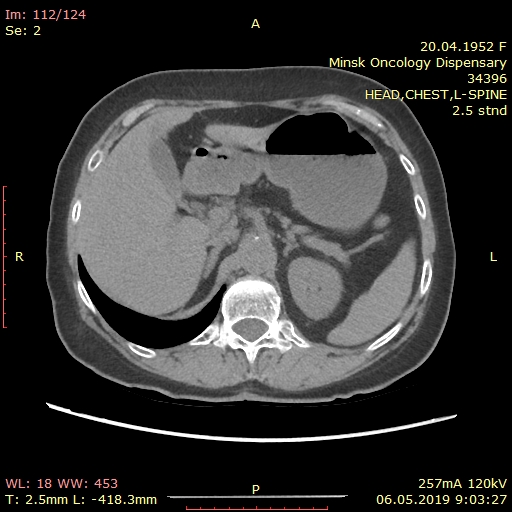 Im: 112/124
Se: 2
A
20.04.1952 F
Minsk Oncology Dispensary
34396
HEAD,CHEST,L-SPINE
2.5 stnd
R
L
WL: 18 WW: 453
T: 2.5mm L: -418.3mm
P
257mA 120kV
06.05.2019 9:03:27